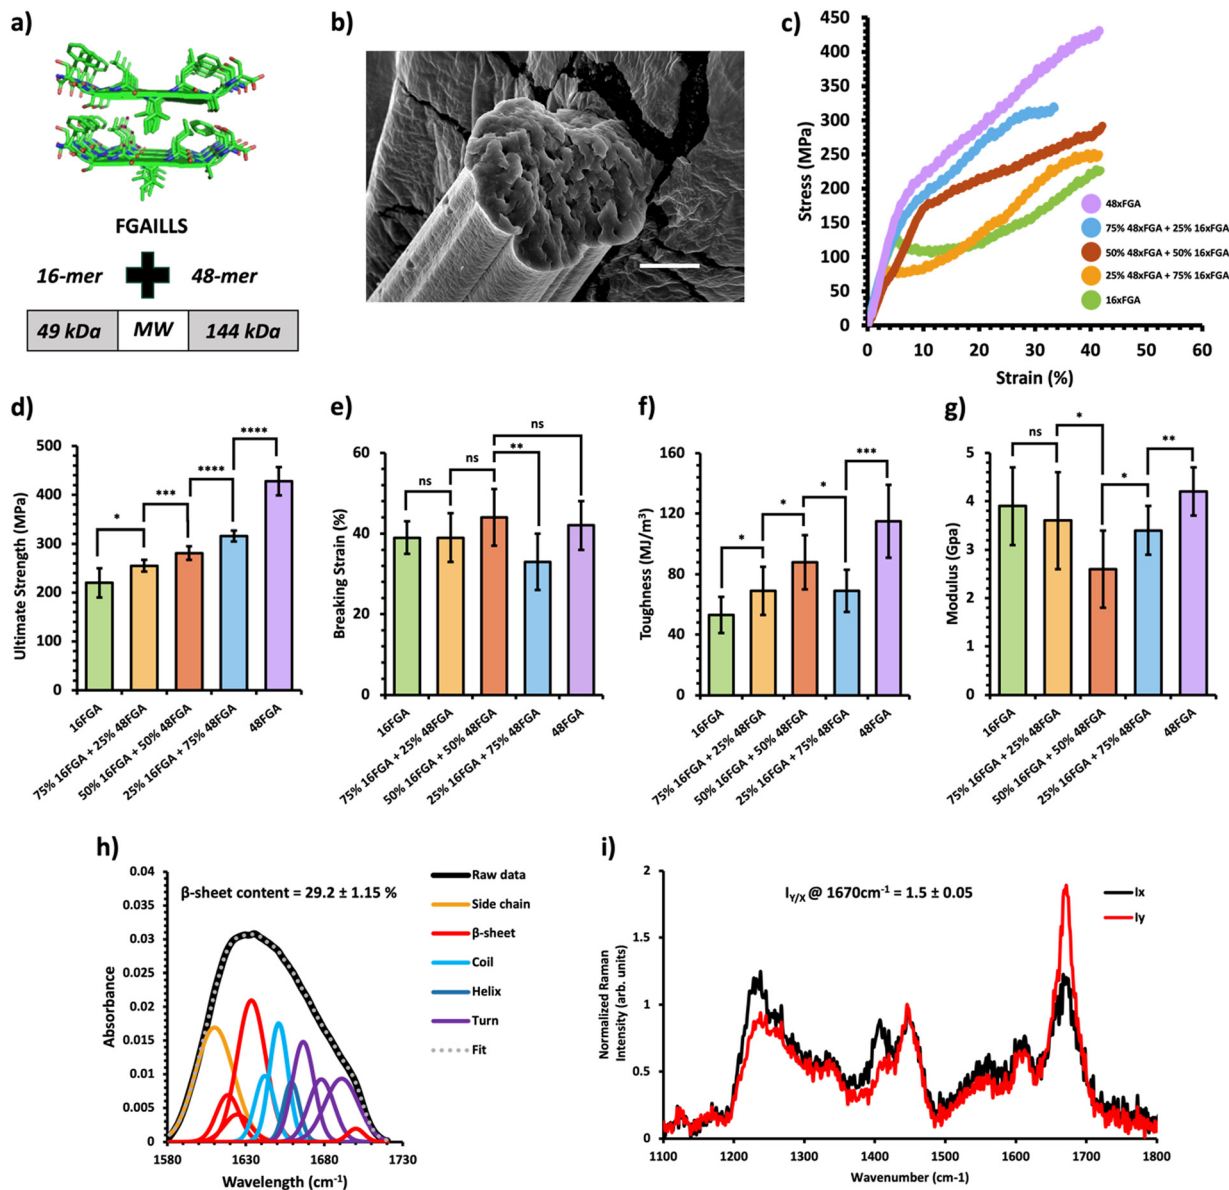 a)
FGAILLS
16-mer 48-mer
49 kDa MW 144 kDa
b)
c)
Stress (MPa)
450
400
350
300
250
200
150
100
50
0
0 10 20 30 40 50 60
Strain (%)
48xFGA
75% 48xFGA + 25% 16xFGA
50% 48xFGA + 50% 16xFGA
25% 48xFGA + 75% 16xFGA
16xFGA
d)
Ultimate Strength (MPa)
500
400
300
200
100
0
* *** **** ****
16FGA
75% 16FGA + 25% 48FGA
50% 16FGA + 50% 48FGA
25% 16FGA + 75% 48FGA
48FGA
e)
Breaking Strain (%)
60
40
20
0
ns ns ** ns
16FGA
75% 16FGA + 25% 48FGA
50% 16FGA + 50% 48FGA
25% 16FGA + 75% 48FGA
48FGA
f)
Toughness (MJ/m³)
160
120
80
40
0
* * * ***
16FGA
75% 16FGA + 25% 48FGA
50% 16FGA + 50% 48FGA
25% 16FGA + 75% 48FGA
48FGA
g)
Modulus (Gpa)
5
4
3
2
1
0
ns * * **
16FGA
75% 16FGA + 25% 48FGA
50% 16FGA + 50% 48FGA
25% 16FGA + 75% 48FGA
48FGA
h)
β-sheet content = 29.2 ± 1.15 %
Absorbance
0.04
0.035
0.03
0.025
0.02
0.015
0.01
0.005
0
1580 1630 1680 1730
Wavelength (cm⁻¹)
Raw data
Side chain
β-sheet
Coil
Helix
Turn
Fit
i)
I_Y/X @ 1670cm⁻¹ = 1.5 ± 0.05
Normalized Raman
Intensity (arb. units)
2
1.5
1
0.5
0
1100 1200 1300 1400 1500 1600 1700 1800
Wavenumber (cm-1)
Ix
Iy